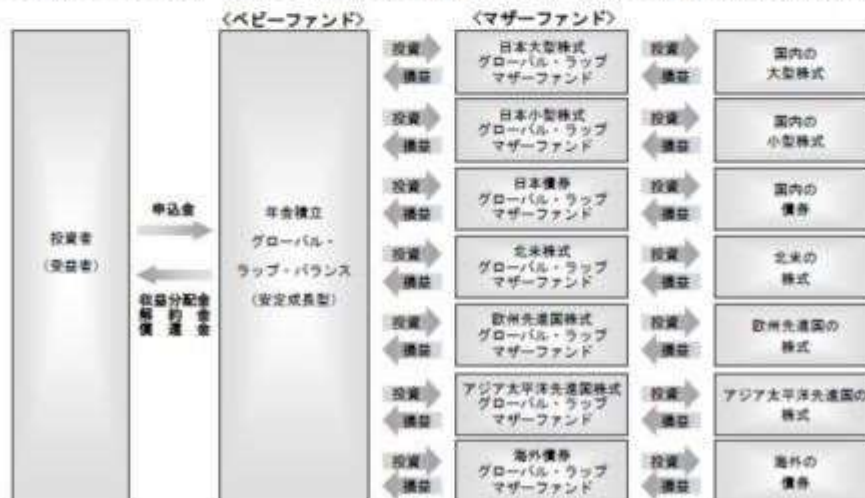 〈ベビーファンド〉
〈マザーファンド〉
投資者
(受益者)
申込金
収益分配金
解約金
償還金
年金積立
グローバル・
ラップ・バランス
(安定成長型)
投資
損益
日本大型株式
グローバル・ラップ
マザーファンド
投資
損益
国内の
大型株式
投資
損益
日本小型株式
グローバル・ラップ
マザーファンド
投資
損益
国内の
小型株式
投資
損益
日本債券
グローバル・ラップ
マザーファンド
投資
損益
国内の
債券
投資
損益
北米株式
グローバル・ラップ
マザーファンド
投資
損益
北米の
株式
投資
損益
欧州先進国株式
グローバル・ラップ
マザーファンド
投資
損益
欧州先進国の
株式
投資
損益
アジア太平洋先進国株式
グローバル・ラップ
マザーファンド
投資
損益
アジア太平洋先進国の
株式
投資
損益
海外債券
グローバル・ラップ
マザーファンド
投資
損益
海外の
債券